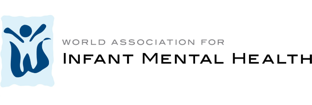 WORLD ASSOCIATION FOR
INFANT MENTAL HEALTH